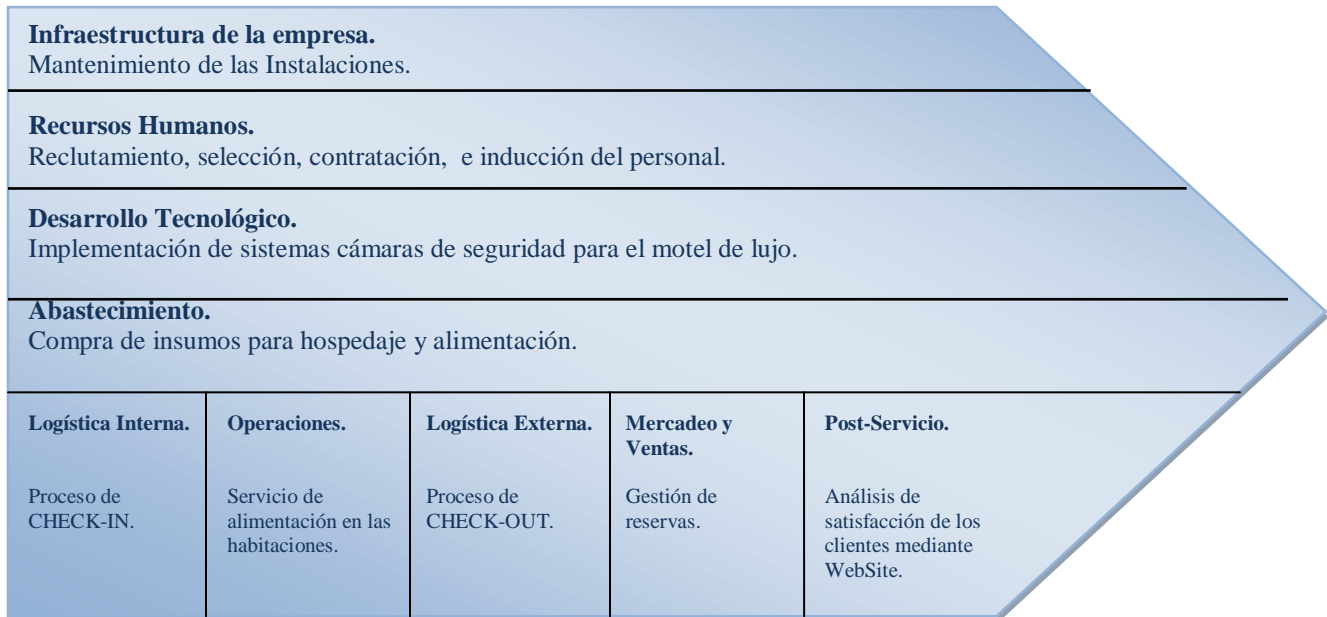 Infraestructura de la empresa.
Mantenimiento de las Instalaciones.
Recursos Humanos.
Reclutamiento, selección, contratación, e inducción del personal.
Desarrollo Tecnológico.
Implementación de sistemas cámaras de seguridad para el motel de lujo.
Abastecimiento.
Compra de insumos para hospedaje y alimentación.
Logística Interna.
Proceso de
CHECK-IN.
Operaciones.
Servicio de
alimentación en las
habitaciones.
Logística Externa.
Proceso de
CHECK-OUT.
Mercadeo y
Ventas.
Gestión de
reservas.
Post-Servicio.
Análisis de
satisfacción de los
clientes mediante
WebSite.